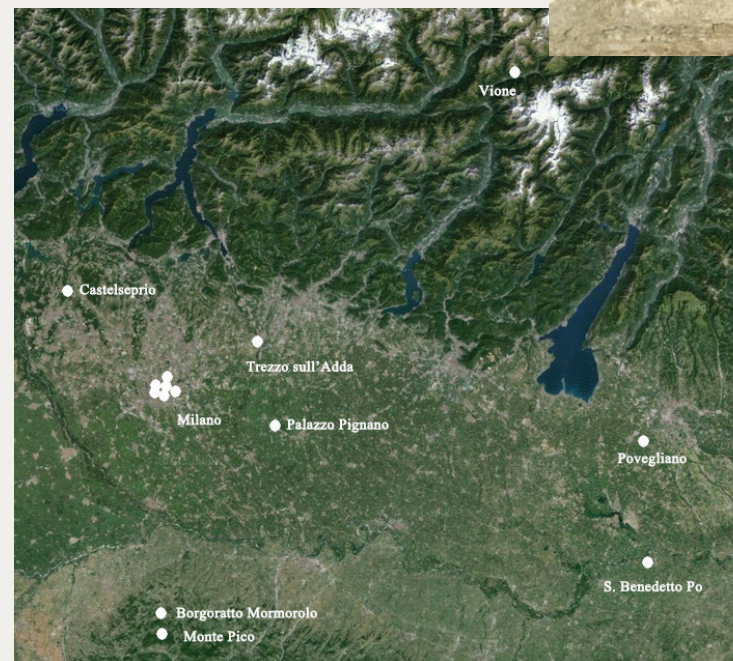 Vione
Castelseprio
Trezzo sull'Adda
Milano
Palazzo Pignano
Povegliano
S. Benedetto Po
Borgoratto Mormorolo
Monte Pico